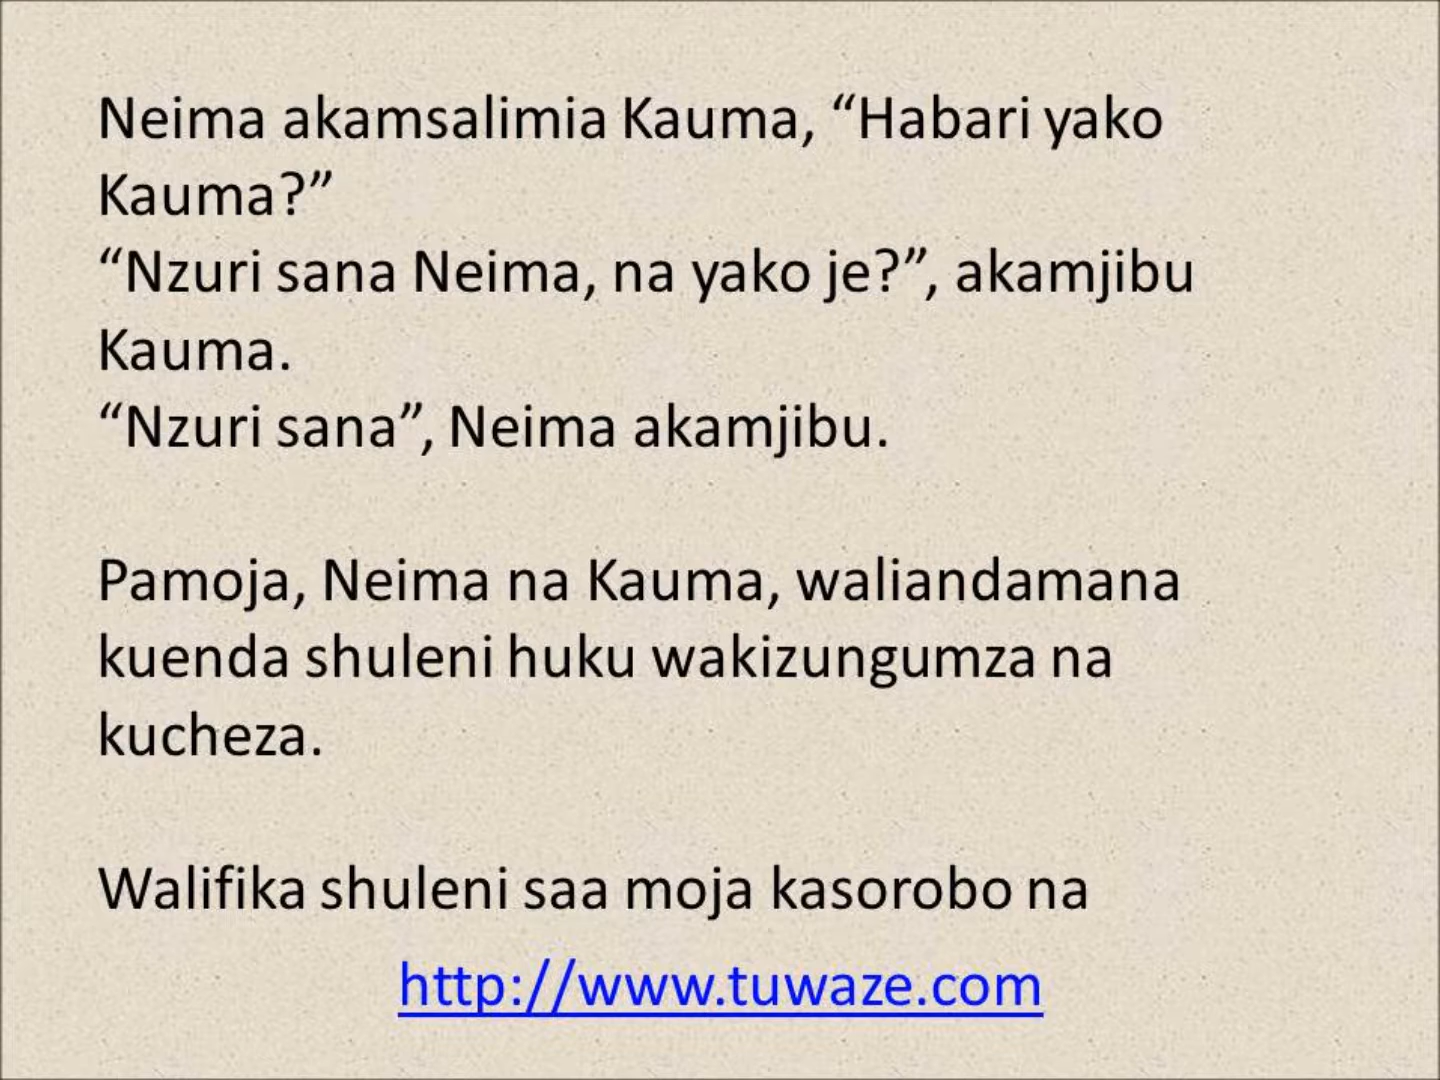 Neima akamsalimia Kauma, “Habari yako
Kauma?”
“Nzuri sana Neima, na yako je?”, akamjibu
Kauma.
“Nzuri sana”, Neima akamjibu.
Pamoja, Neima na Kauma, waliandamana
kuenda shuleni huku wakizungumza na
kucheza.
Walifika shuleni saa moja kasorobo na
http://www.tuwaze.com